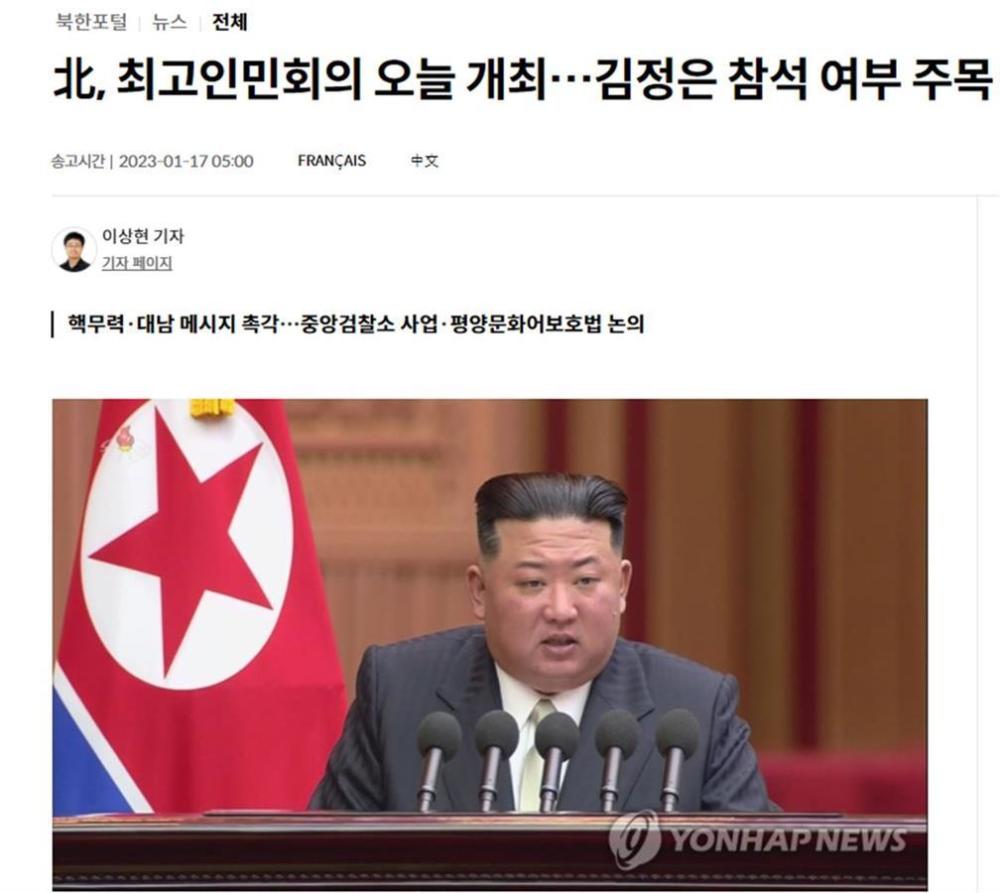 북한포털 | 뉴스 | 전체
北, 최고인민회의 오늘 개최…김정은 참석 여부 주목
송고시간 | 2023-01-17 05:00 FRANÇAIS 中文
이상현 기자
기자 페이지
핵무력·대남 메시지 촉각…중앙검찰소 사업·평양문화어보호법 논의
YONHAP NEWS